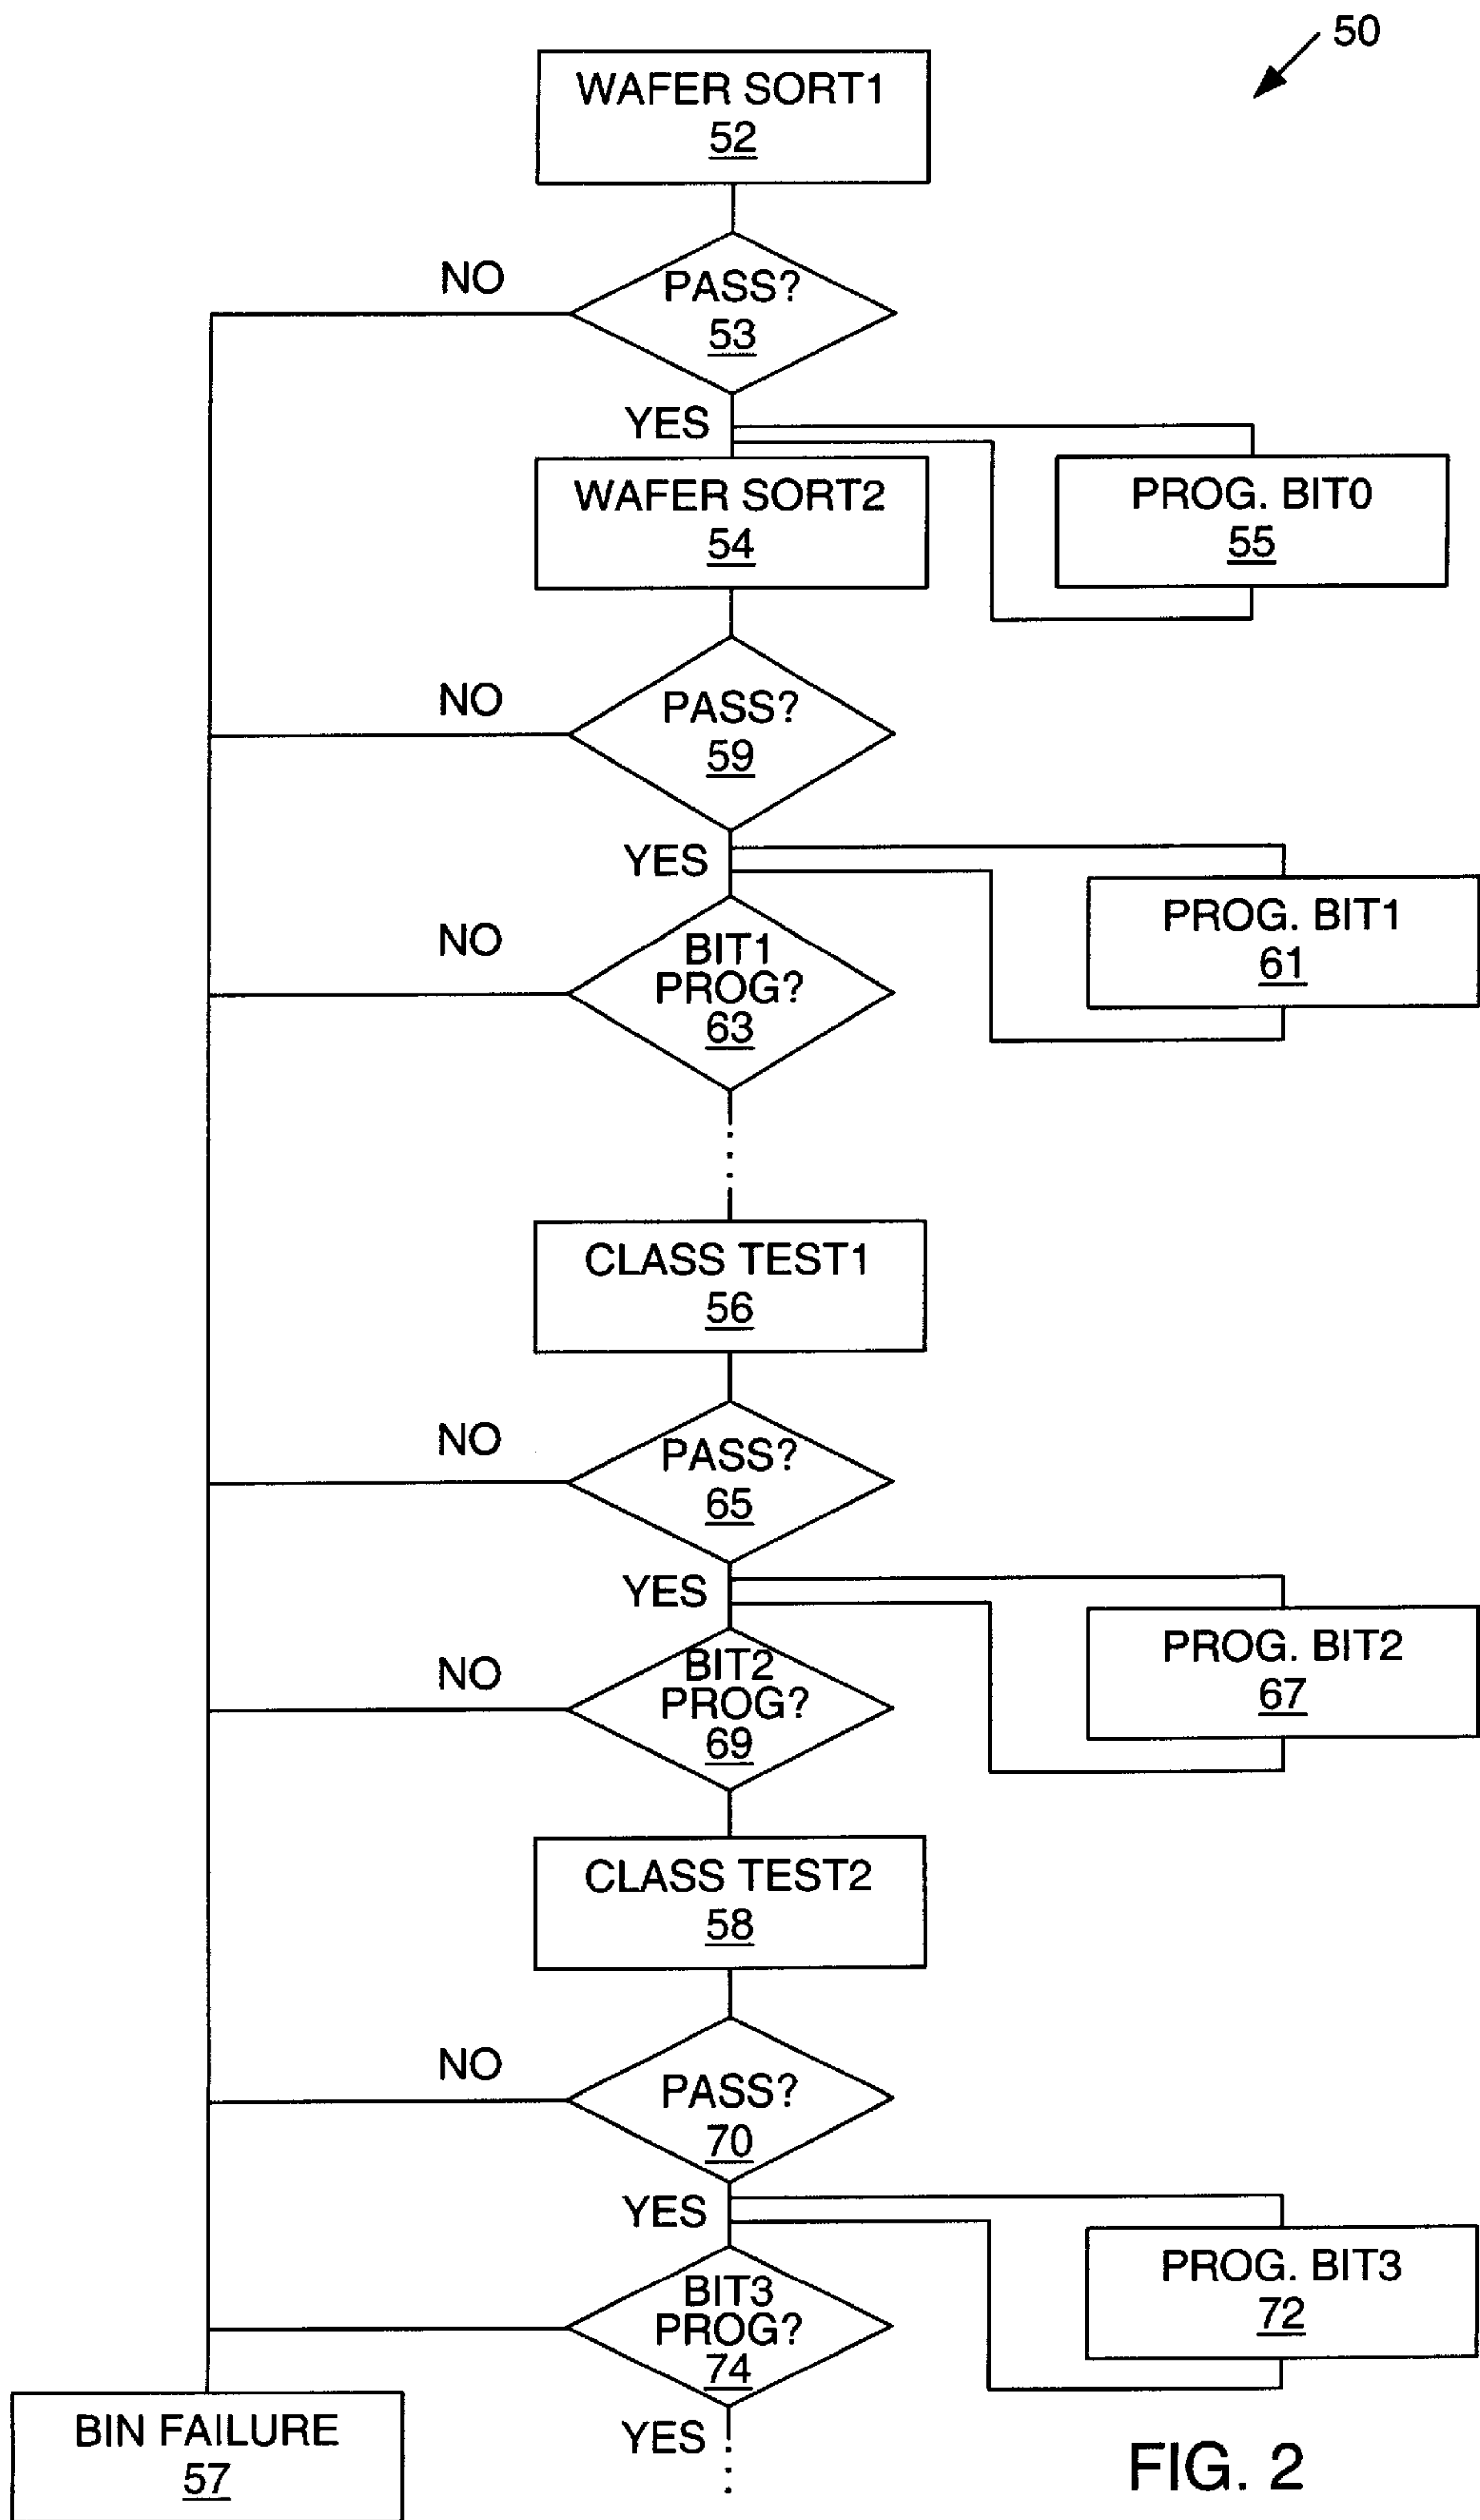 50
WAFER SORT1
52
NO
PASS?
53
YES
WAFER SORT2
54
PROG. BIT0
55
NO
PASS?
59
YES
PROG. BIT1
61
NO
BIT1
PROG?
63
CLASS TEST1
56
NO
PASS?
65
YES
PROG. BIT2
67
NO
BIT2
PROG?
69
CLASS TEST2
58
NO
PASS?
70
YES
PROG. BIT3
72
BIT3
PROG?
74
BIN FAILURE
57
YES
FIG. 2